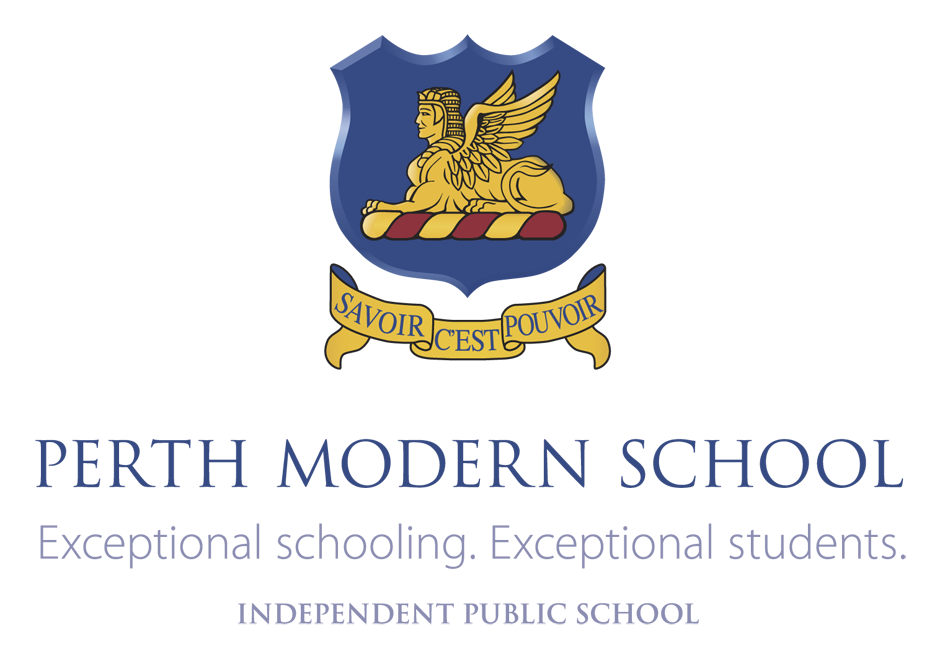 SAVOIR C'EST POUVOIR
PERTH MODERN SCHOOL
Exceptional schooling. Exceptional students.
INDEPENDENT PUBLIC SCHOOL